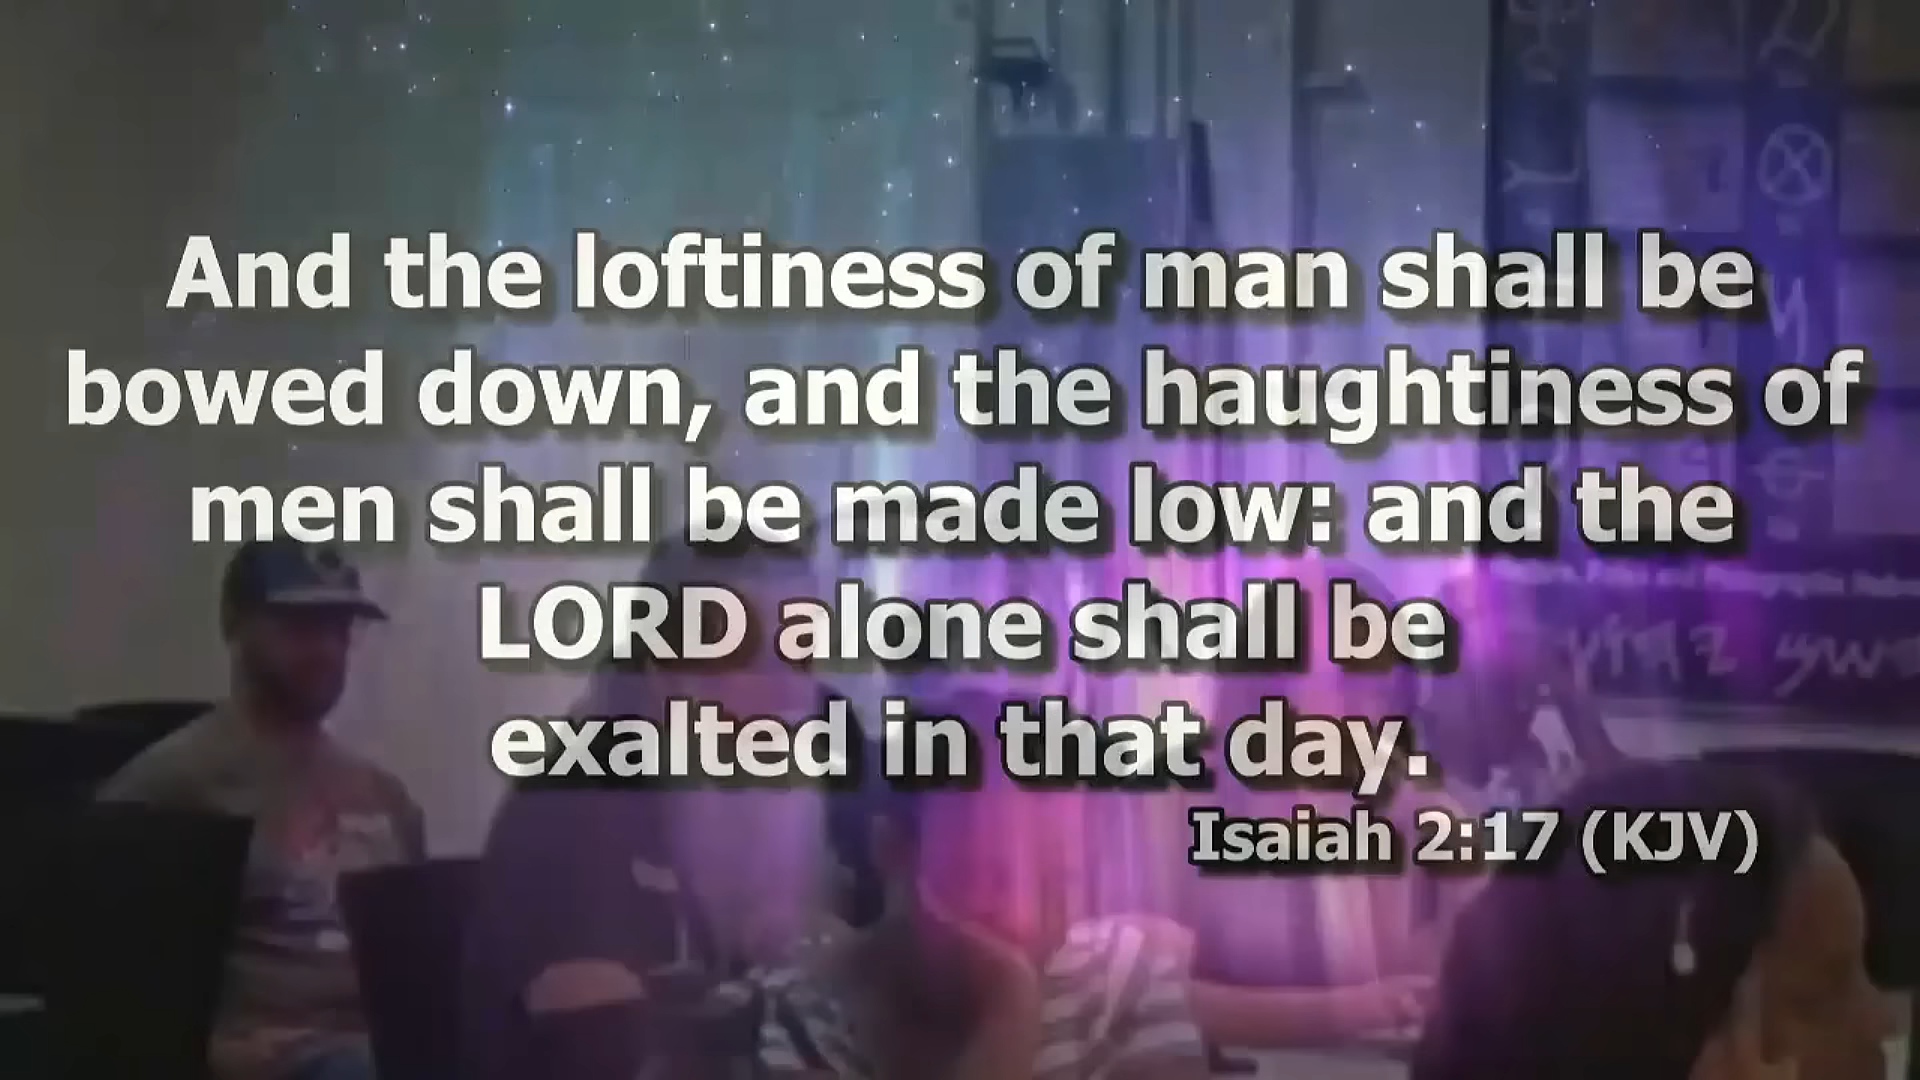 And the loftiness of man shall be
bowed down, and the haughtiness of
men shall be made low: and the
LORD alone shall be
exalted in that day.
Isaiah 2:17 (KJV)